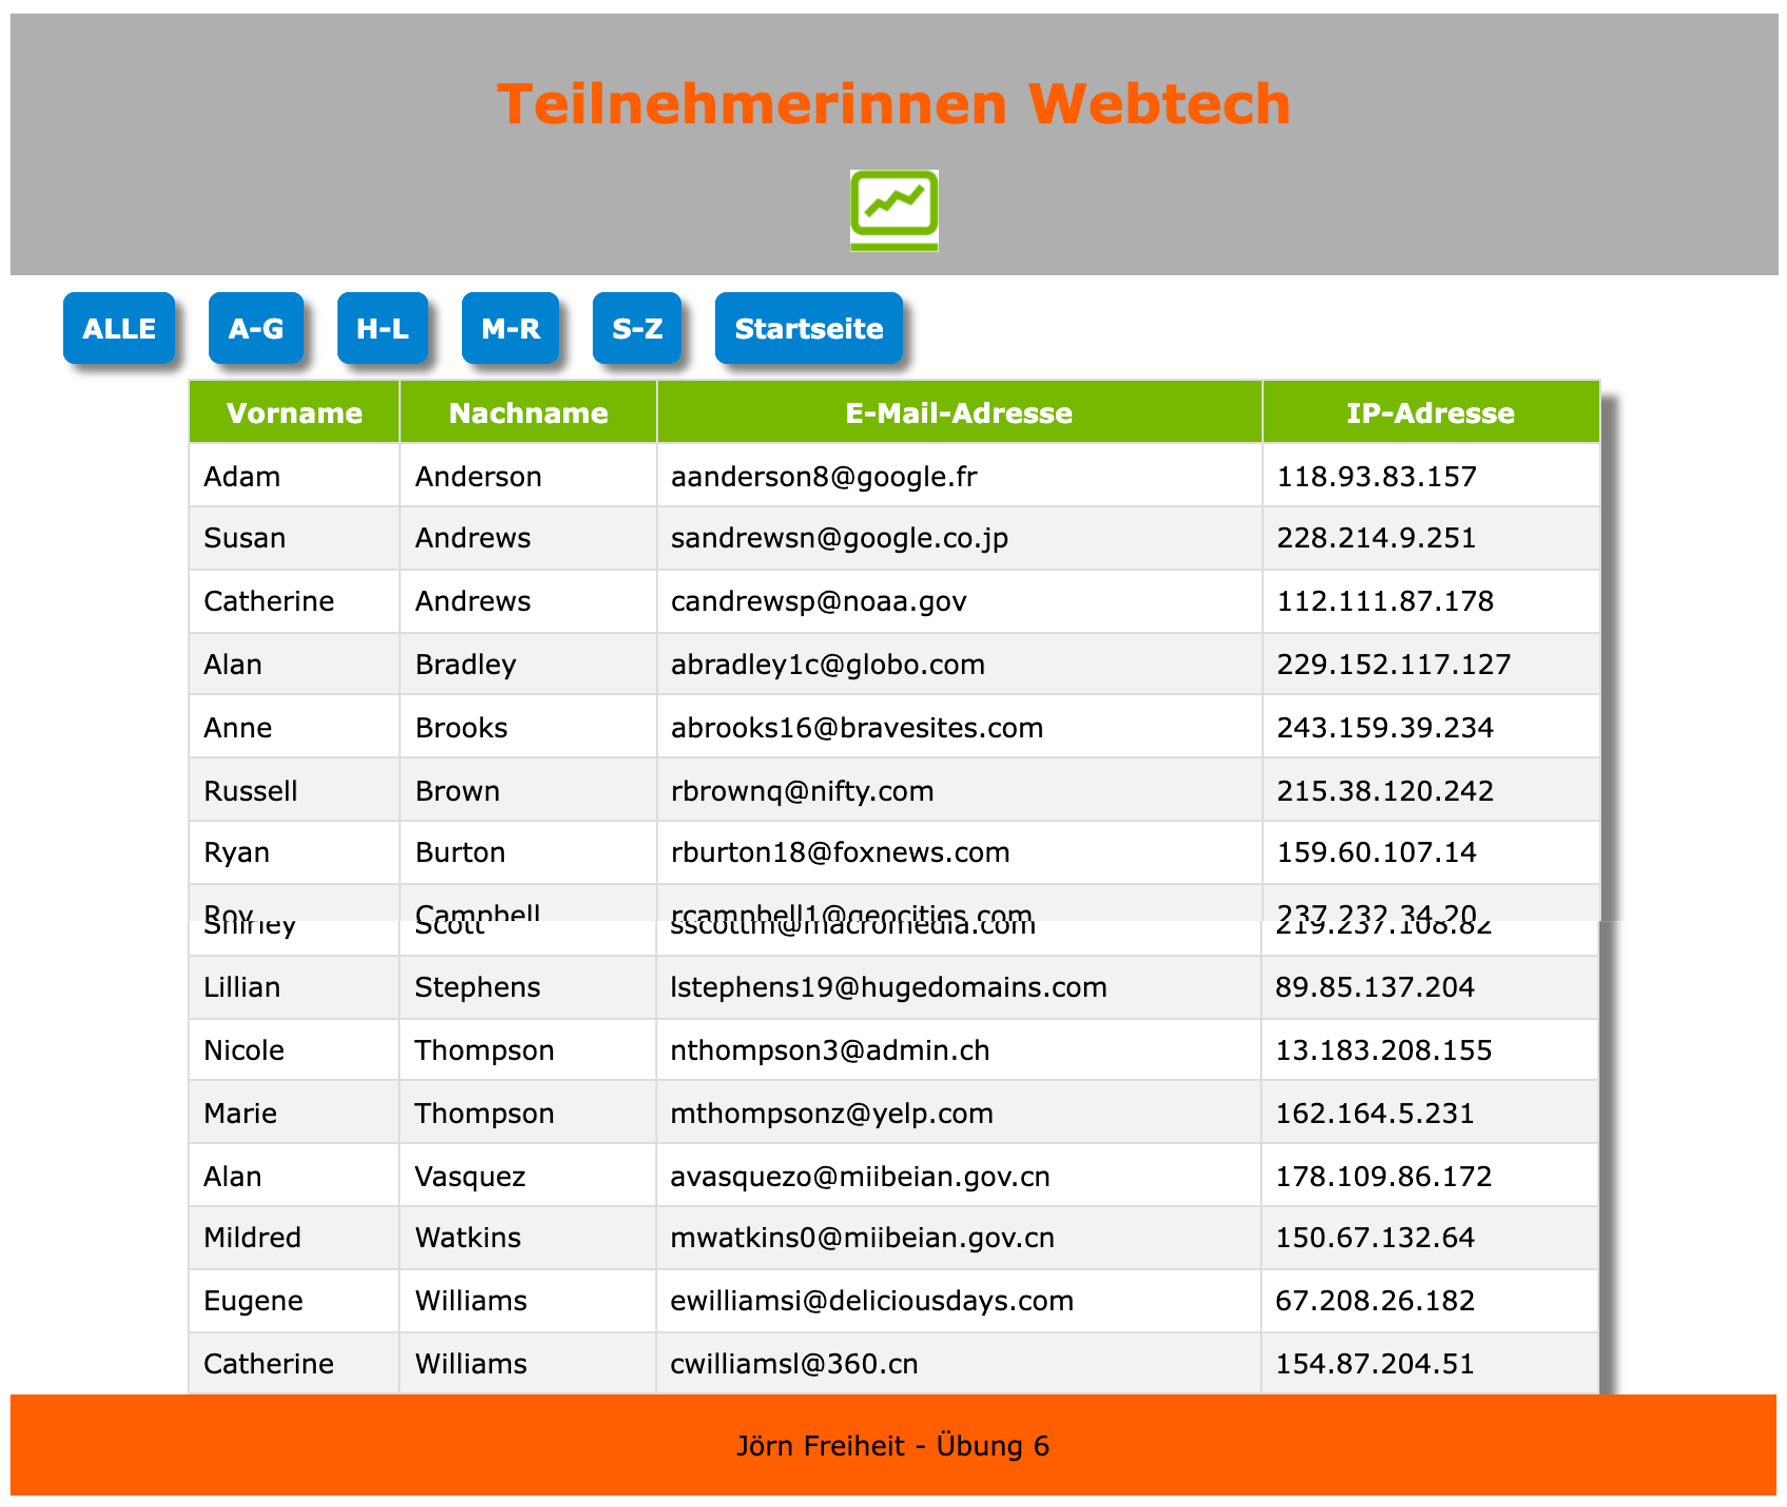 Teilnehmerinnen Webtech
ALLE A-G H-L M-R S-Z Startseite
Vorname Nachname E-Mail-Adresse IP-Adresse
Adam Anderson aanderson8@google.fr 118.93.83.157
Susan Andrews sandrewsn@google.co.jp 228.214.9.251
Catherine Andrews candrewsp@noaa.gov 112.111.87.178
Alan Bradley abradley1c@globo.com 229.152.117.127
Anne Brooks abrooks16@bravesites.com 243.159.39.234
Russell Brown rbrownq@nifty.com 215.38.120.242
Ryan Burton rburton18@foxnews.com 159.60.107.14
Roy Campbell rcampbell1@geocities.com 237.232.34.20
Shirley Scott sscottm@macromedia.com 219.237.108.82
Lillian Stephens lstephens19@hugedomains.com 89.85.137.204
Nicole Thompson nthompson3@admin.ch 13.183.208.155
Marie Thompson mthompsonz@yelp.com 162.164.5.231
Alan Vasquez avasquezo@miibeian.gov.cn 178.109.86.172
Mildred Watkins mwatkins0@miibeian.gov.cn 150.67.132.64
Eugene Williams ewilliamsi@deliciousdays.com 67.208.26.182
Catherine Williams cwilliamsl@360.cn 154.87.204.51
Jörn Freiheit - Übung 6